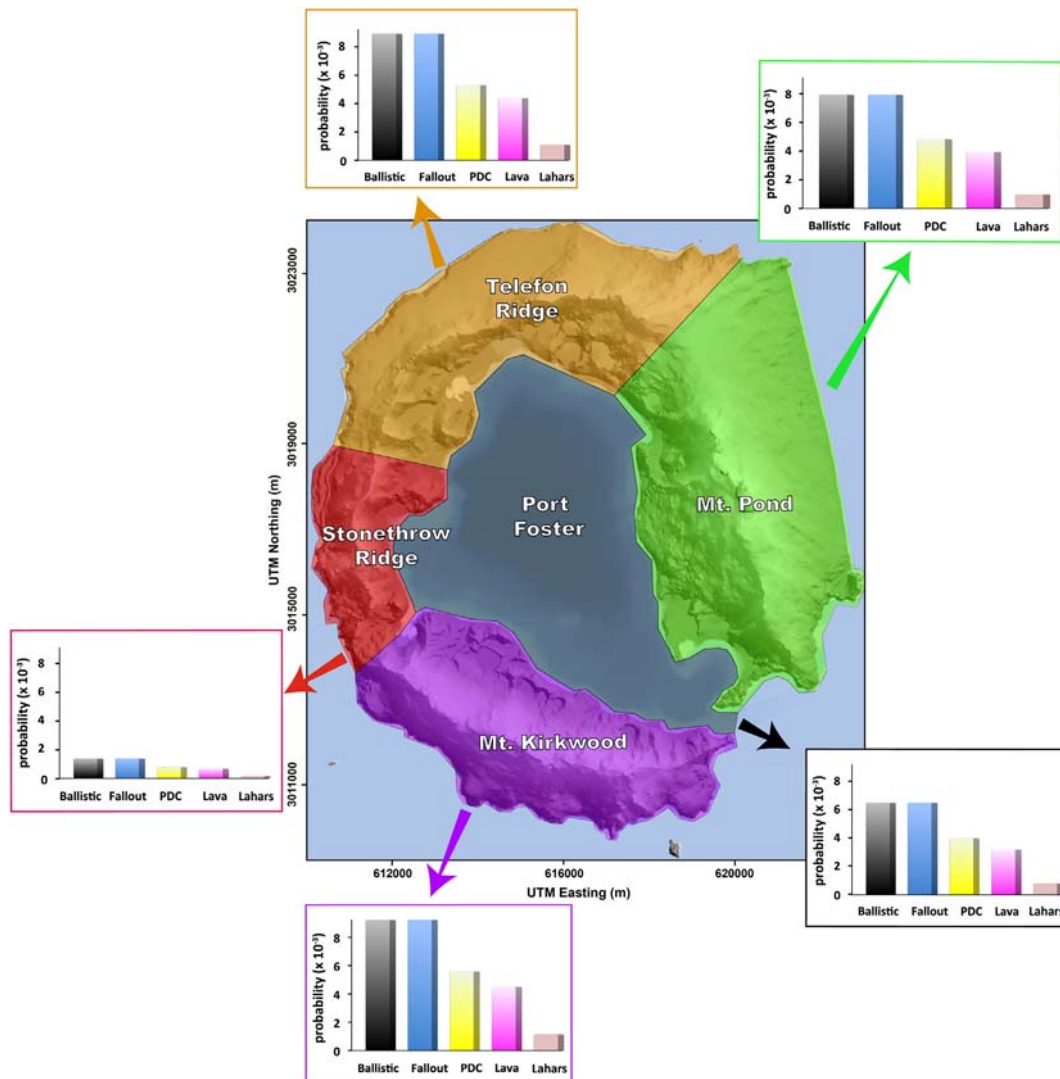 probability (x 10⁻³)
8
6
4
2
0
Ballistic Fallout PDC Lava Lahars
probability (x 10⁻³)
8
6
4
2
0
Ballistic Fallout PDC Lava Lahars
3023000
3019000
3015000
3011000
UTM Northing (m)
Telefon
Ridge
Port
Foster
Mt. Pond
Stonethrow
Ridge
Mt. Kirkwood
612000 616000 620000
UTM Easting (m)
probability (x 10⁻³)
8
6
4
2
0
Ballistic Fallout PDC Lava Lahars
probability (x 10⁻³)
8
6
4
2
0
Ballistic Fallout PDC Lava Lahars
probability (x 10⁻³)
8
6
4
2
0
Ballistic Fallout PDC Lava Lahars